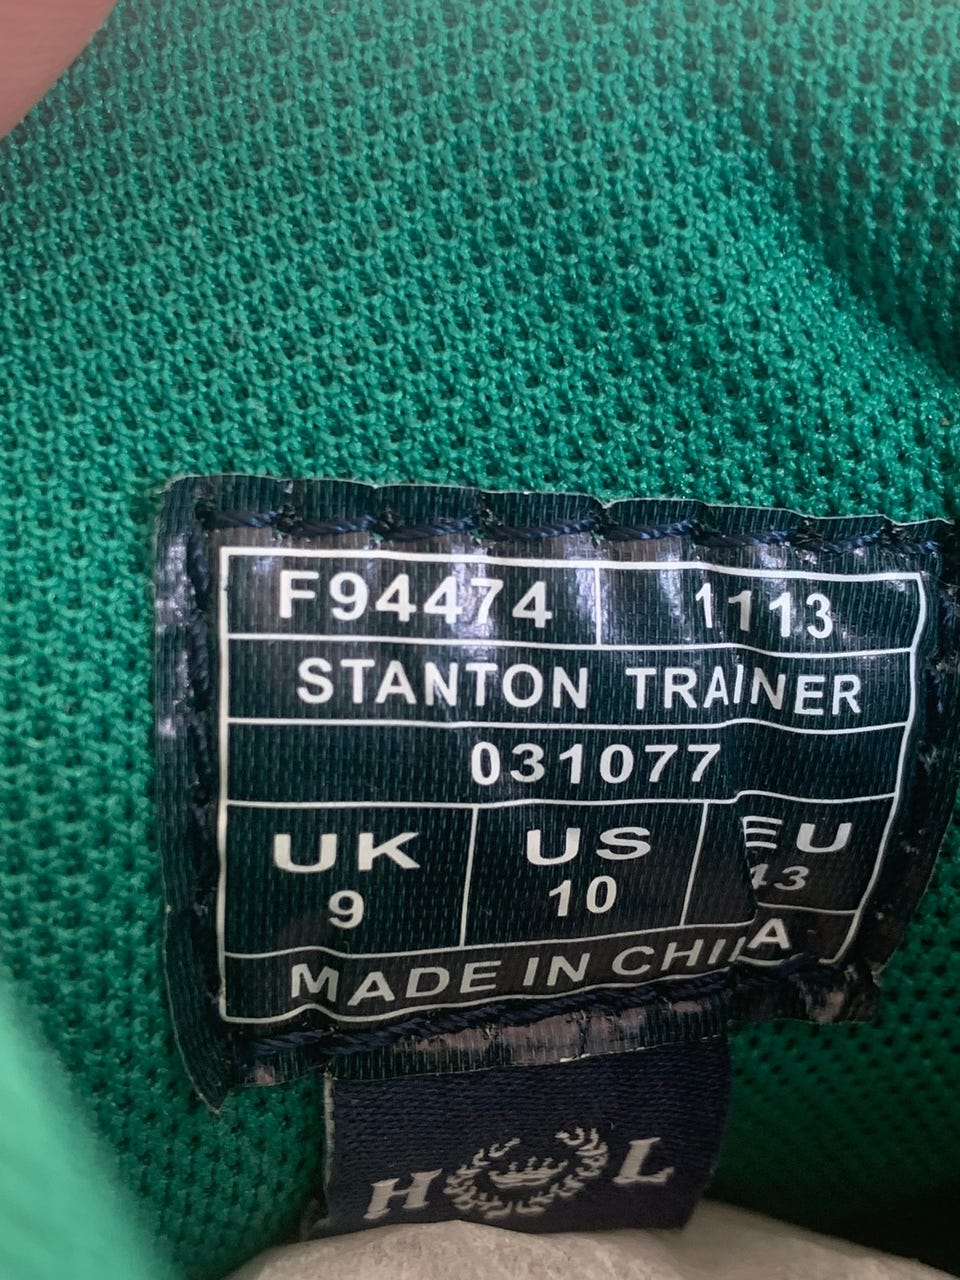 F94474 1113
STANTON TRAINER
031077
UK US EU
9 10 43
MADE IN CHINA
H L